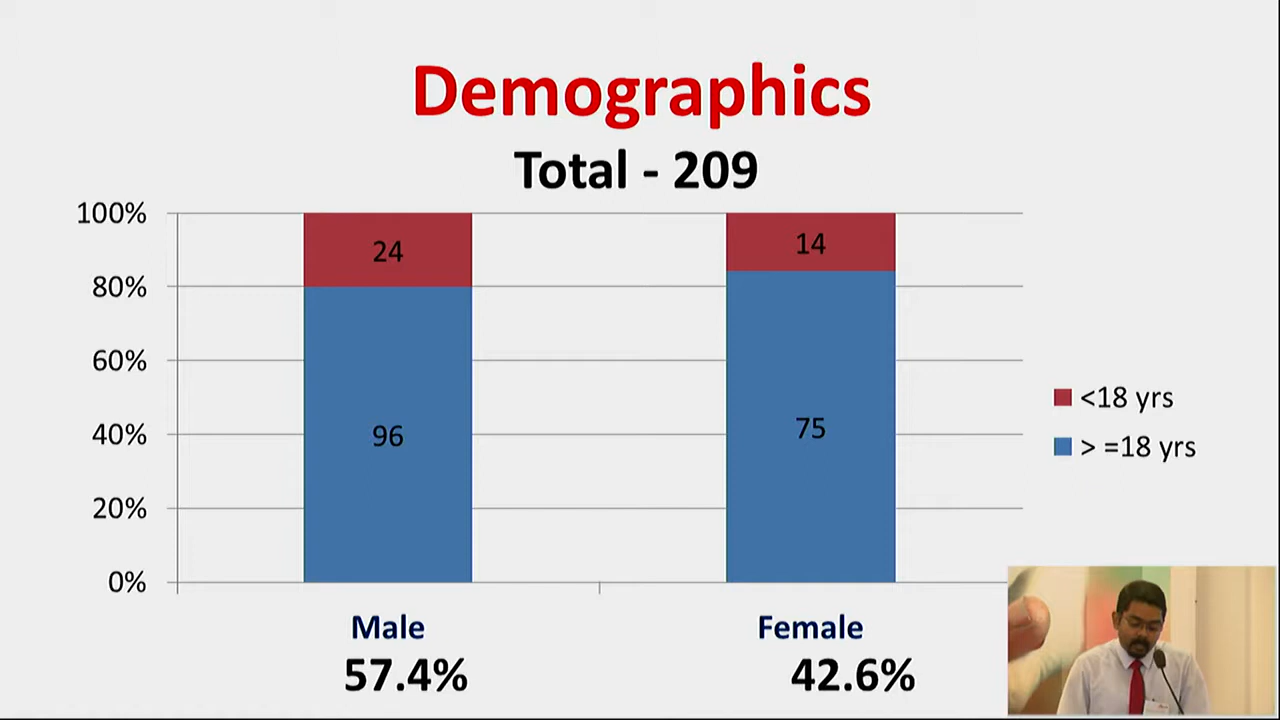 Demographics
Total - 209
100%
80%
60%
40%
20%
0%
24
14
96
75
<18 yrs
> =18 yrs
Male
Female
57.4%
42.6%